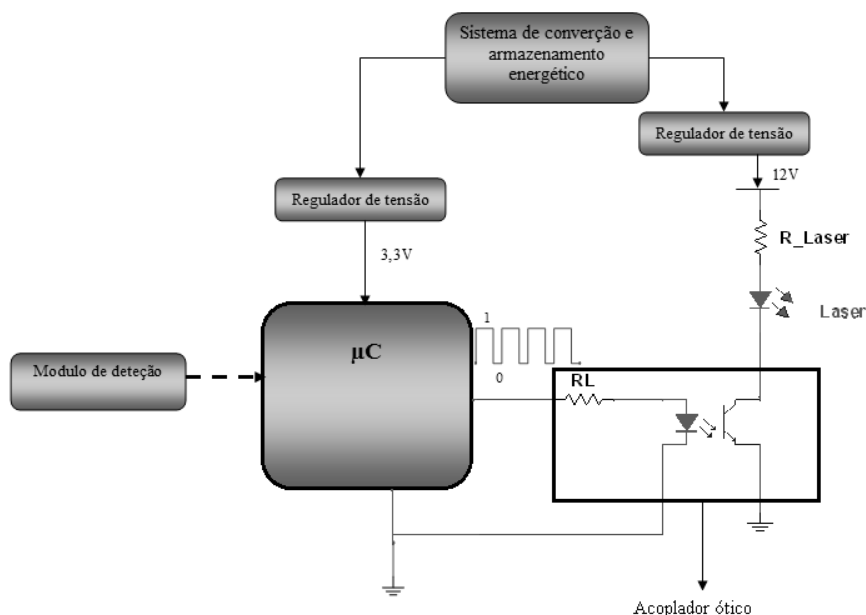 Sistema de converção e
armazenamento
energético
Regulador de tensão
12V
Regulador de tensão
R_Laser
3,3V
Laser
µC
1
0
Modulo de deteção
RL
Acoplador ótico